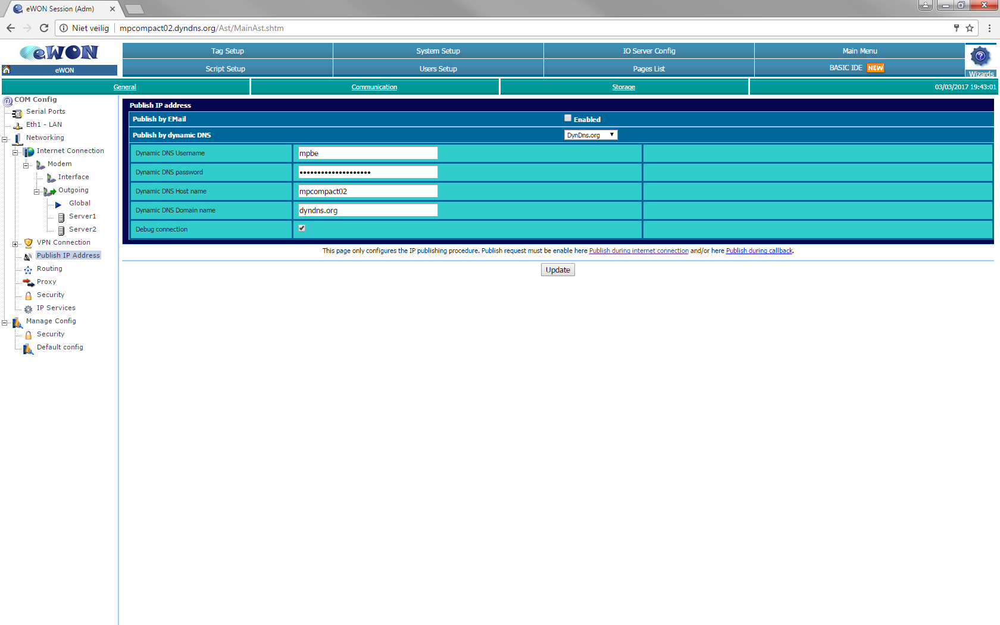 eWON Session (Adm)
Niet veilig
mpcompact02.dyndns.org/Ast/MainAst.shtm
eWON
eWON
Tag Setup
System Setup
IO Server Config
Main Menu
Script Setup
Users Setup
Pages List
BASIC IDE NEW
Wizards
General
Communication
Storage
03/03/2017 19:43:01
COM Config
Serial Ports
Eth1 - LAN
Networking
Internet Connection
Modem
Interface
Outgoing
Global
Server1
Server2
VPN Connection
Publish IP Address
Routing
Proxy
Security
IP Services
Manage Config
Security
Default config
Publish IP address
Publish by EMail
Enabled
Publish by dynamic DNS
DynDns.org
Dynamic DNS Username
mpbe
Dynamic DNS password
••••••••••••••••••••
Dynamic DNS Host name
mpcompact02
Dynamic DNS Domain name
dyndns.org
Debug connection
This page only configures the IP publishing procedure. Publish request must be enable here Publish during internet connection and/or here Publish during callback.
Update